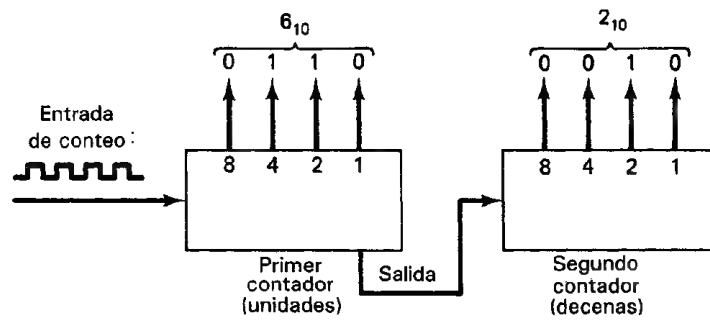 6₁₀
2₁₀
0 1 1 0
0 0 1 0
Entrada
de conteo:
8 4 2 1
8 4 2 1
Primer
contador
(unidades)
Salida
Segundo
contador
(decenas)